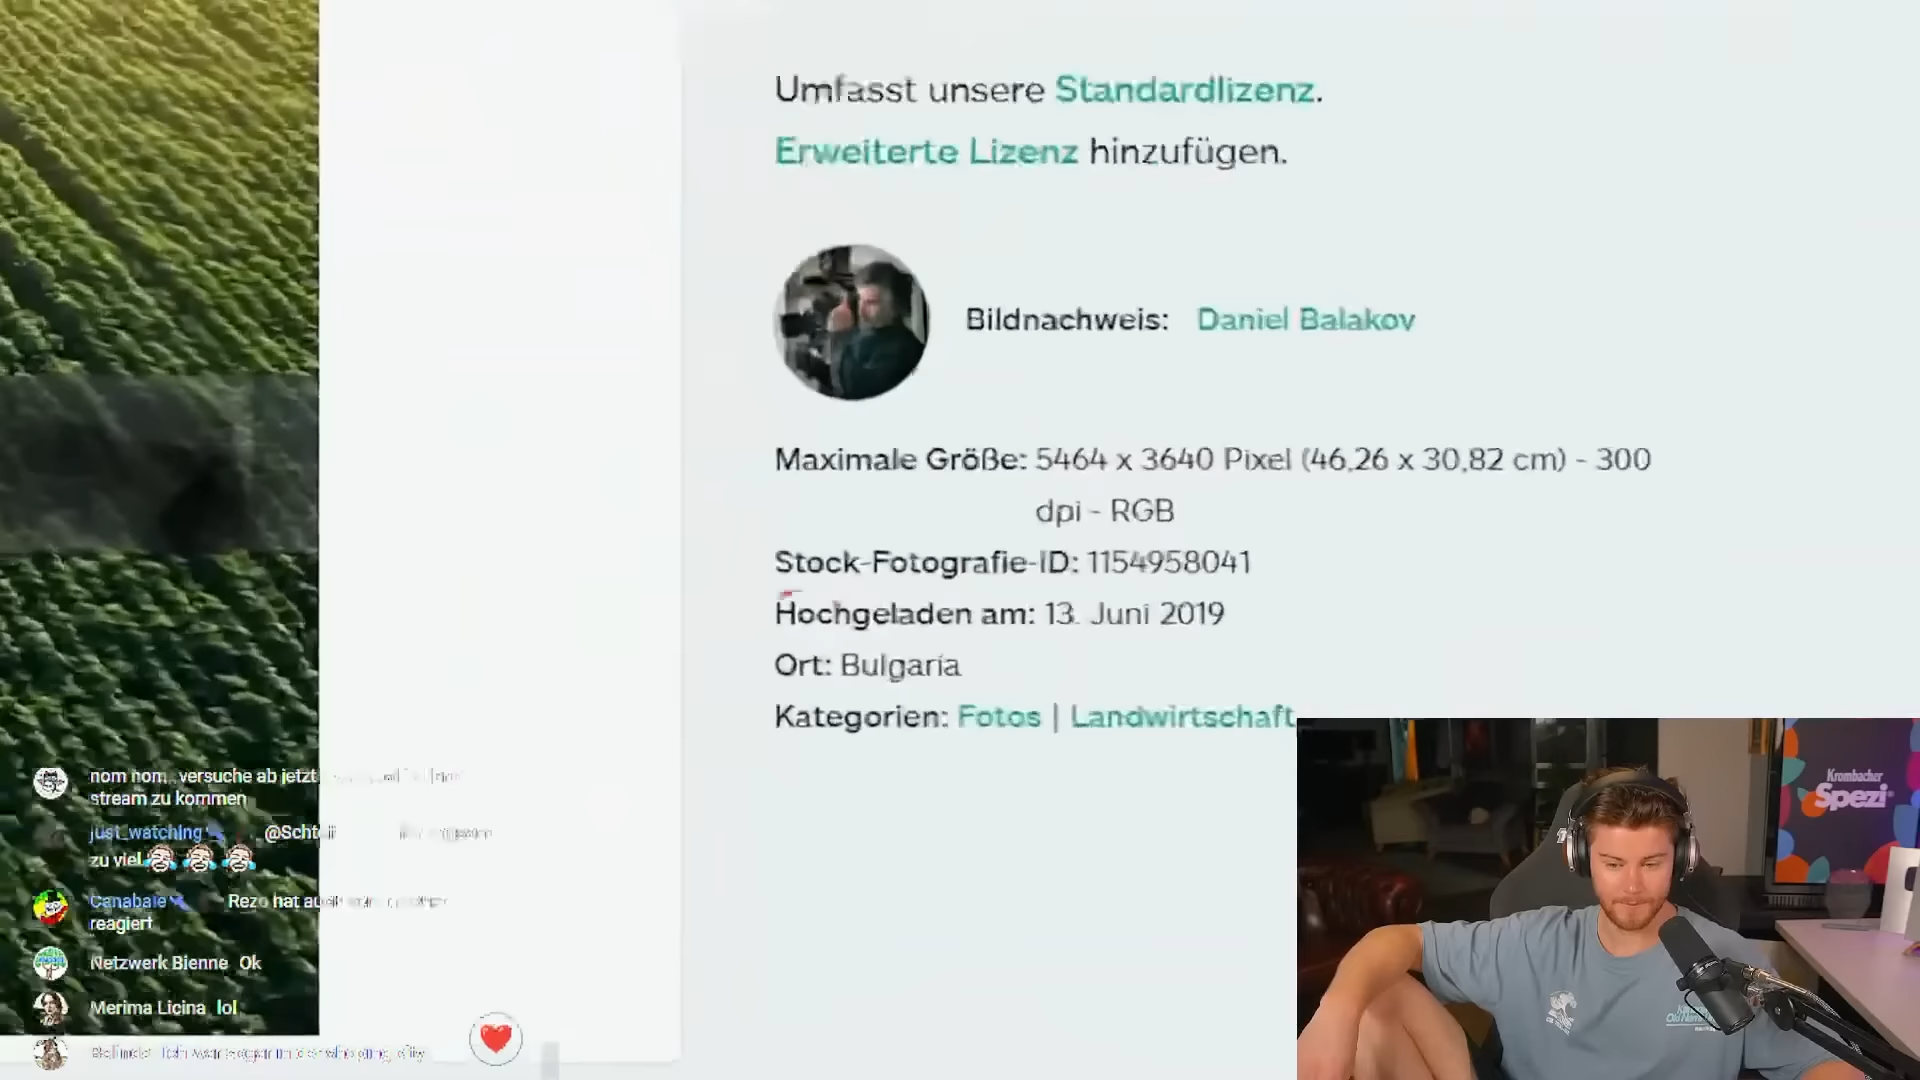 Umfasst unsere Standardlizenz.
Erweiterte Lizenz hinzufügen.
Bildnachweis: Daniel Balakov
Maximale Größe: 5464 x 3640 Pixel (46,26 x 30,82 cm) - 300
dpi - RGB
Stock-Fotografie-ID: 1154958041
Hochgeladen am: 13. Juni 2019
Ort: Bulgaria
Kategorien: Fotos | Landwirtschaft
nom nom.. versuche ab jetzt
stream zu kommen
just_watching
zu viel
Canabale Rezo hat
reagiert
Netzwerk Bienne Ok
Merima Licina lol
Krombacher
Spezi